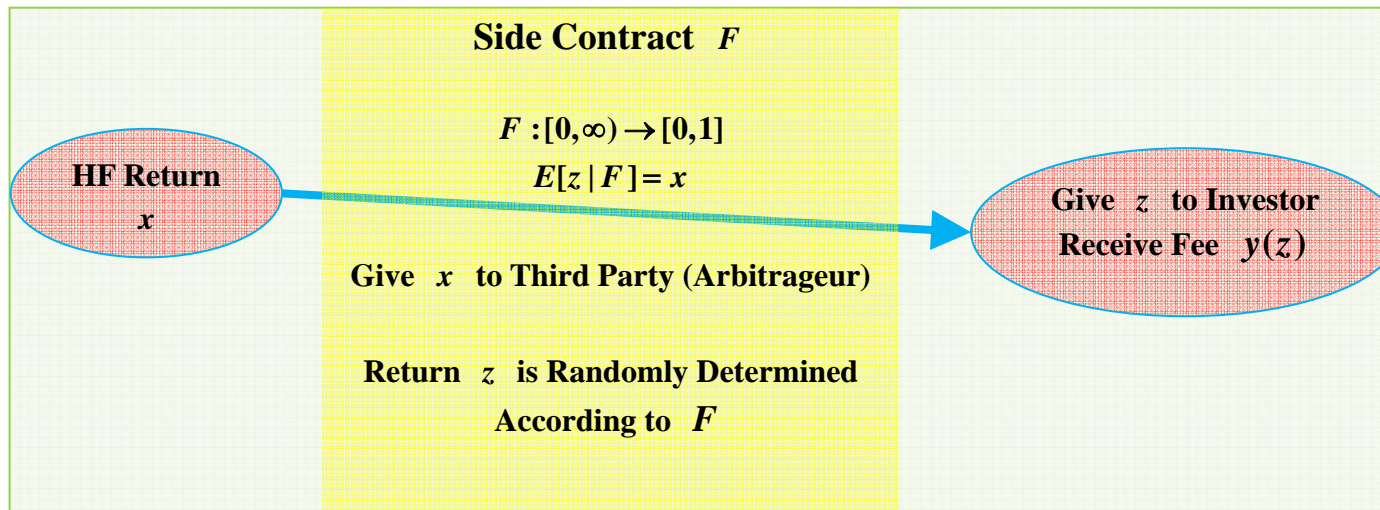 Side Contract F
F :[0,∞) → [0,1]
E[z | F] = x
HF Return
x
Give z to Investor
Receive Fee y(z)
Give x to Third Party (Arbitrageur)
Return z is Randomly Determined
According to F